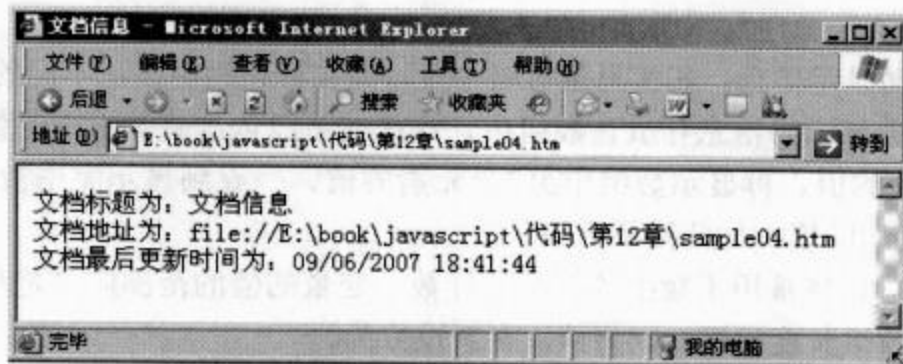 文档信息 - Microsoft Internet Explorer
文件(F) 编辑(E) 查看(V) 收藏(A) 工具(T) 帮助(H)
后退 搜索 收藏夹
地址(D) E:\book\javascript\代码\第12章\sample04.htm 转到
文档标题为：文档信息
文档地址为：file://E:\book\javascript\代码\第12章\sample04.htm
文档最后更新时间为：09/06/2007 18:41:44
完毕 我的电脑